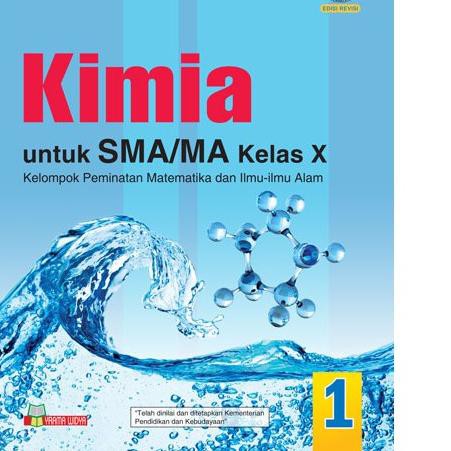 EDISI REVISI
Kimia
untuk SMA/MA Kelas X
Kelompok Peminatan Matematika dan Ilmu-ilmu Alam
YRAMA WIDYA
"Telah dinilai dan ditetapkan Kementerian
Pendidikan dan Kebudayaan"
1